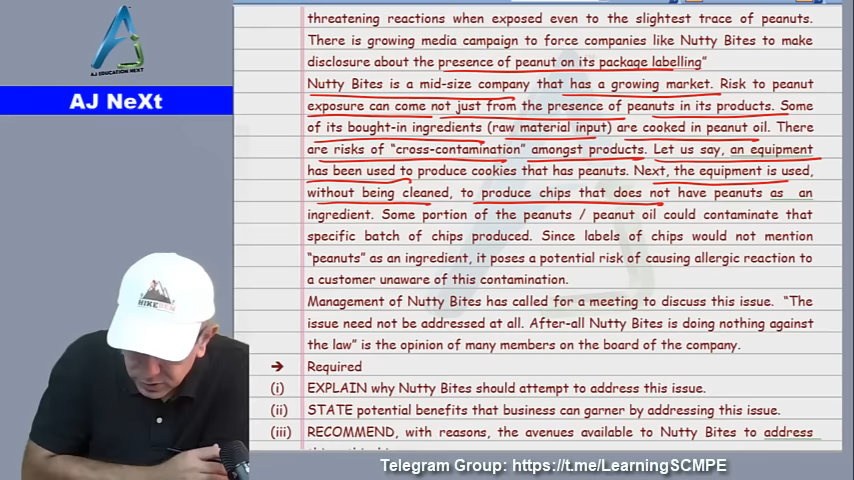 AJ EDUCATION NEXT
AJ NeXt
HIKE
threatening reactions when exposed even to the slightest trace of peanuts.
There is growing media campaign to force companies like Nutty Bites to make
disclosure about the presence of peanut on its package labelling”
Nutty Bites is a mid-size company that has a growing market. Risk to peanut
exposure can come not just from the presence of peanuts in its products. Some
of its bought-in ingredients (raw material input) are cooked in peanut oil. There
are risks of “cross-contamination” amongst products. Let us say, an equipment
has been used to produce cookies that has peanuts. Next, the equipment is used,
without being cleaned, to produce chips that does not have peanuts as an
ingredient. Some portion of the peanuts / peanut oil could contaminate that
specific batch of chips produced. Since labels of chips would not mention
“peanuts” as an ingredient, it poses a potential risk of causing allergic reaction to
a customer unaware of this contamination.
Management of Nutty Bites has called for a meeting to discuss this issue. “The
issue need not be addressed at all. After-all Nutty Bites is doing nothing against
the law” is the opinion of many members on the board of the company.
➔ Required
(i) EXPLAIN why Nutty Bites should attempt to address this issue.
(ii) STATE potential benefits that business can garner by addressing this issue.
(iii) RECOMMEND, with reasons, the avenues available to Nutty Bites to address
Telegram Group: https://t.me/LearningSCMPE